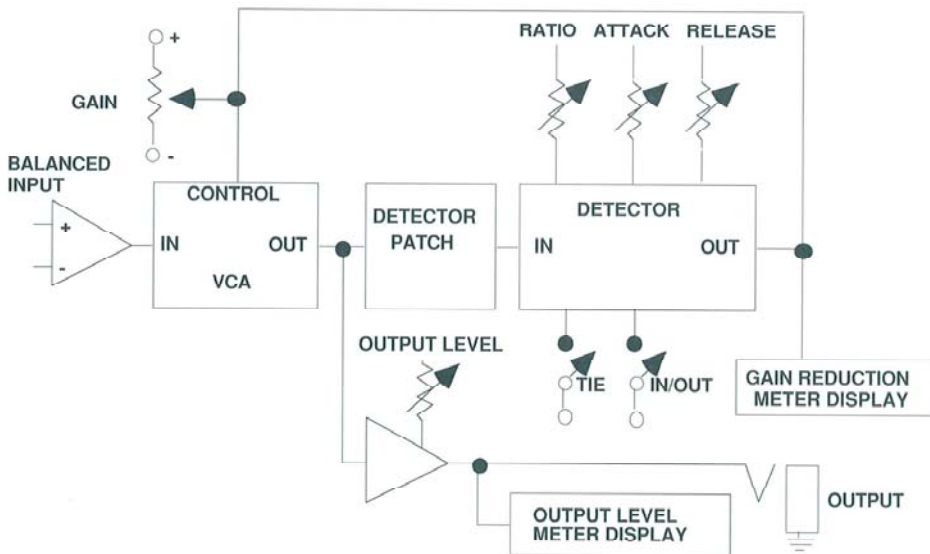 RATIO ATTACK RELEASE
+
GAIN
-
BALANCED
INPUT
+
-
CONTROL
IN OUT
VCA
DETECTOR
PATCH
DETECTOR
IN OUT
OUTPUT LEVEL
TIE
IN/OUT
GAIN REDUCTION
METER DISPLAY
OUTPUT
OUTPUT LEVEL
METER DISPLAY